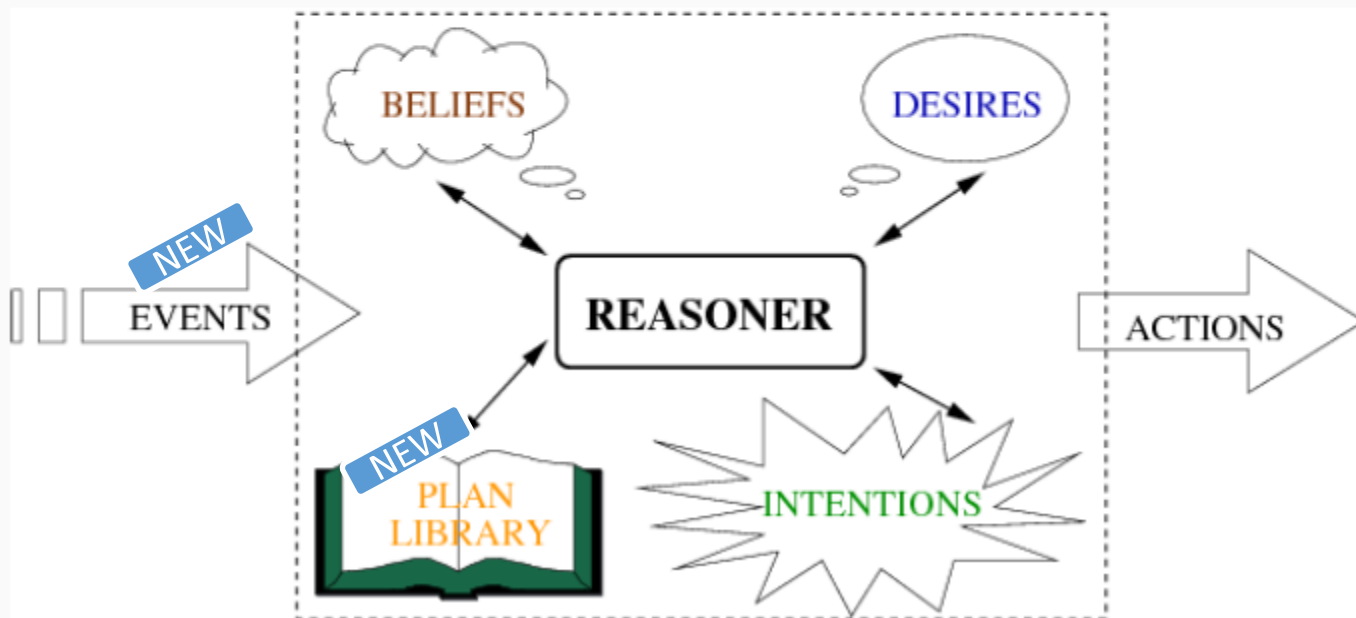 BELIEFS
DESIRES
NEW
EVENTS
REASONER
ACTIONS
NEW
PLAN
LIBRARY
INTENTIONS